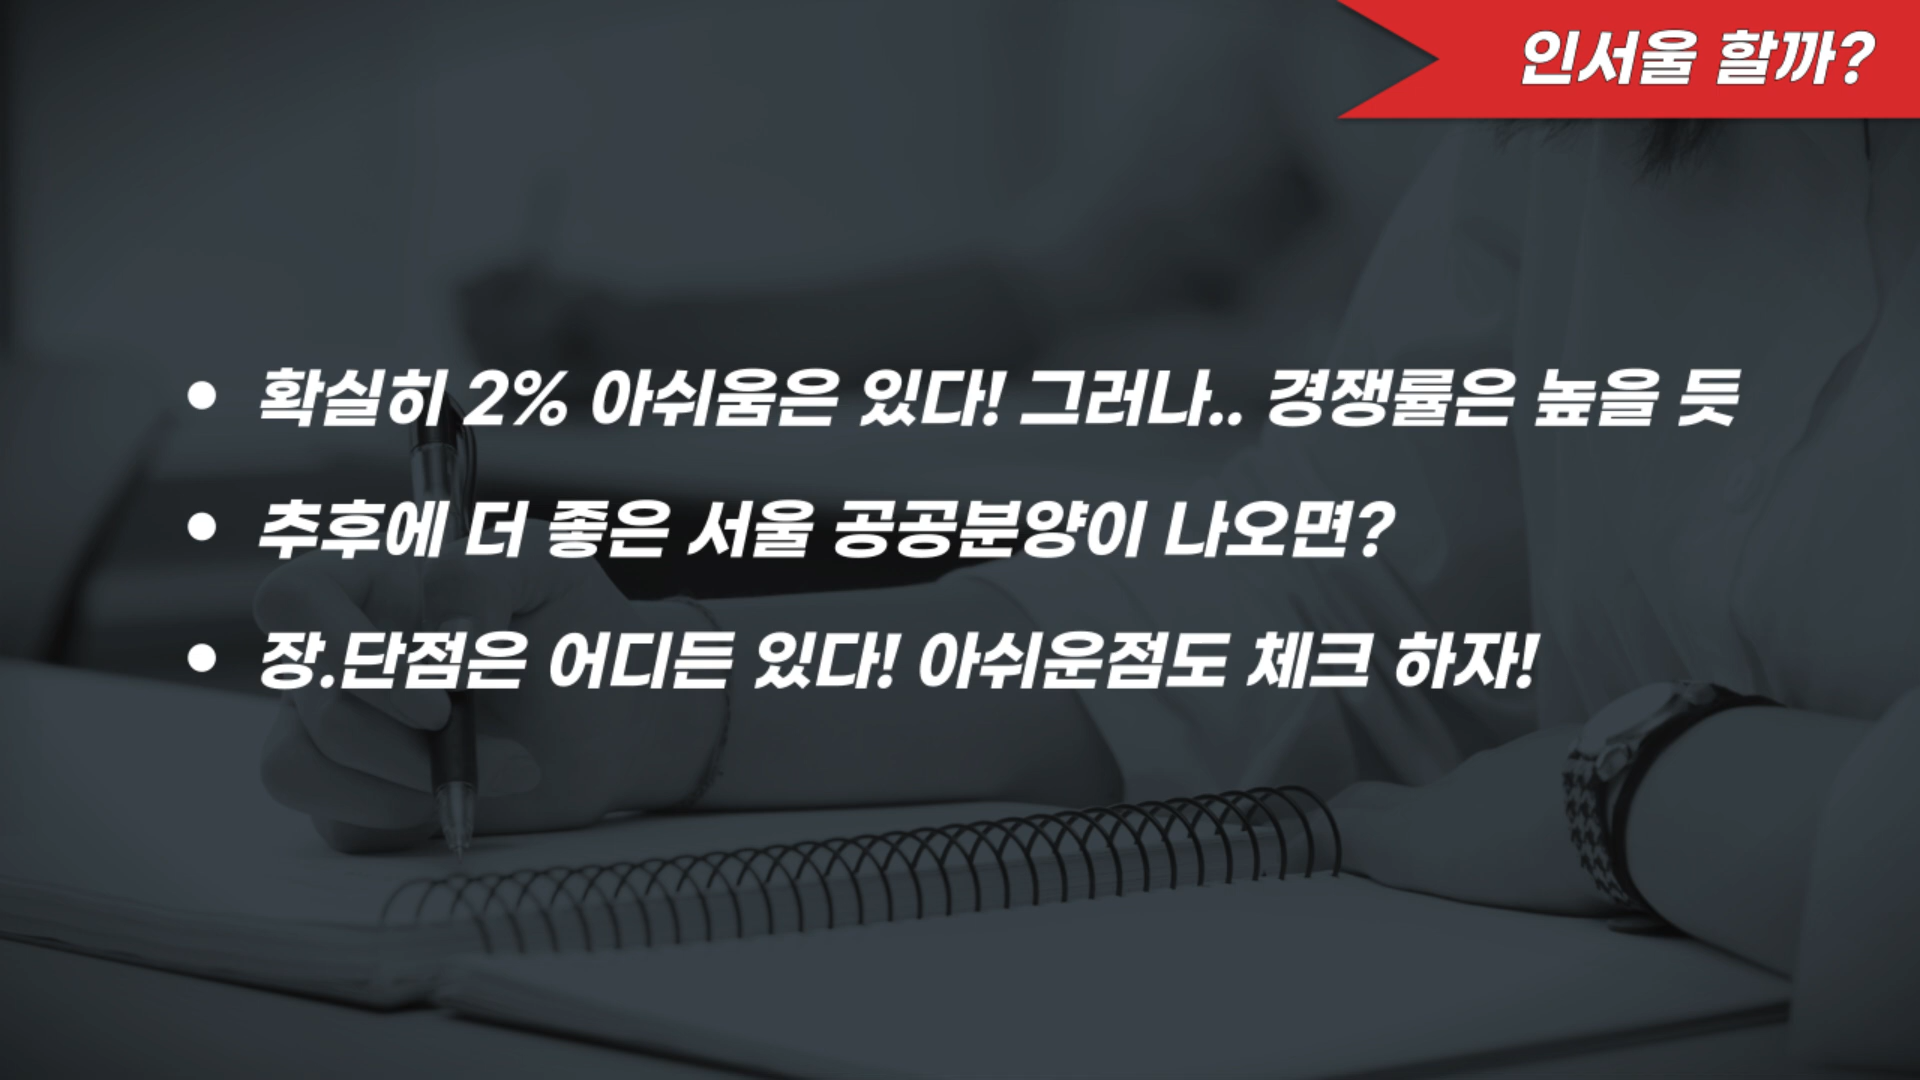 인서울 할까?
• 확실히 2% 아쉬움은 있다! 그러나.. 경쟁률은 높을 듯
• 추후에 더 좋은 서울 공공분양이 나오면?
• 장.단점은 어디든 있다! 아쉬운점도 체크 하자!